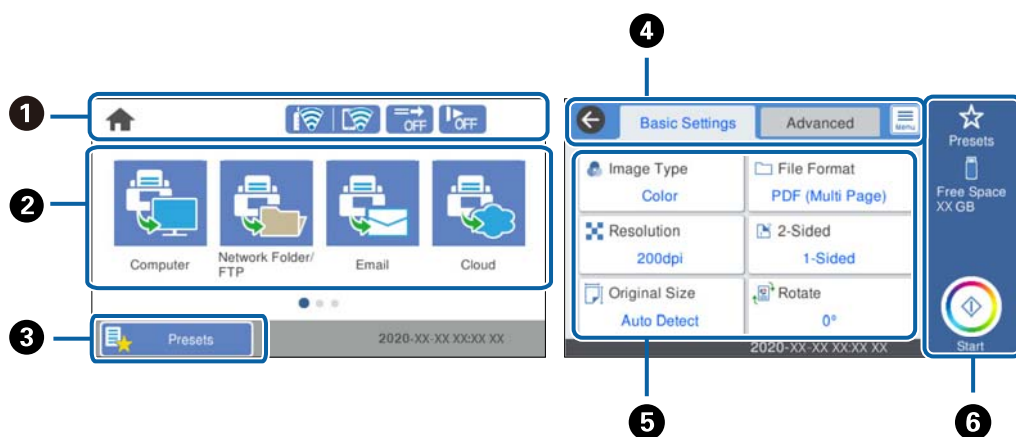 4
1
OFF
OFF
2
Computer
Network Folder/
FTP
Email
Cloud
3
Presets
2020-XX-XX XX:XX XX
Basic Settings
Advanced
Menu
Image Type
Color
File Format
PDF (Multi Page)
Resolution
200dpi
2-Sided
1-Sided
Original Size
Auto Detect
Rotate
0°
2020-XX-XX XX:XX XX
Presets
Free Space
XX GB
Start
5
6